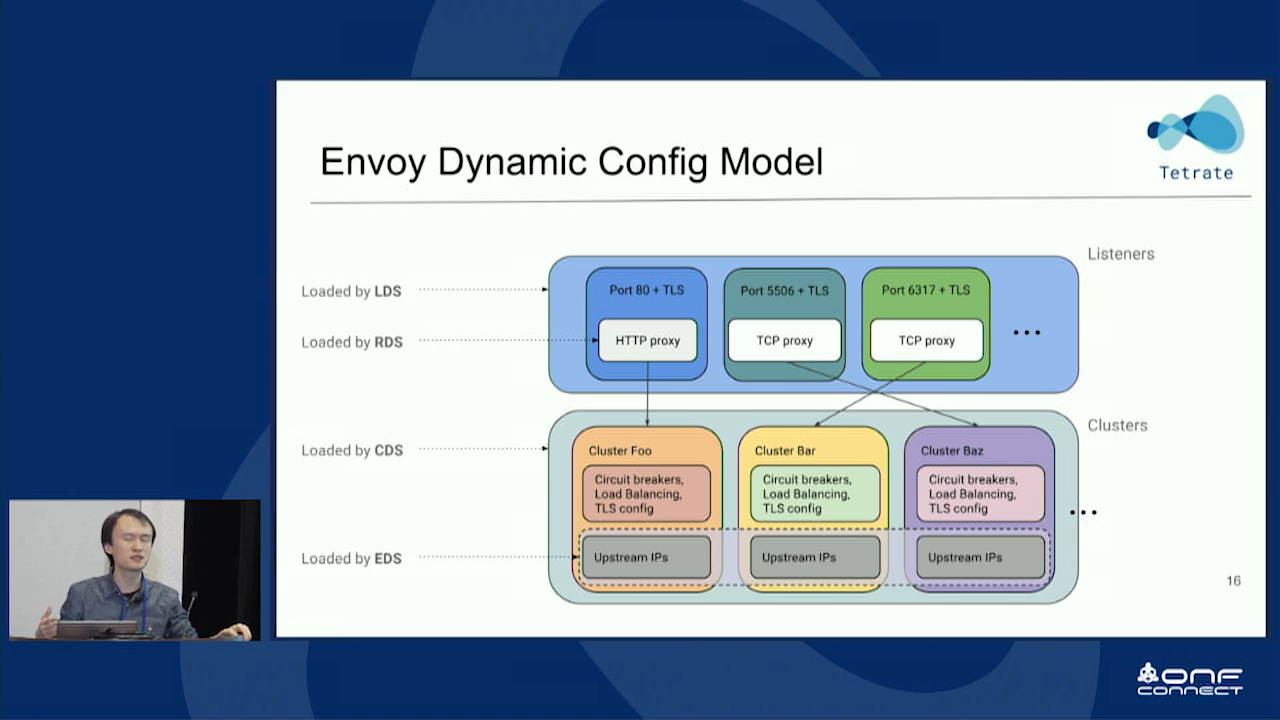 Envoy Dynamic Config Model
Tetrate
Listeners
Loaded by LDS
Port 80 + TLS
Port 5506 + TLS
Port 6317 + TLS
Loaded by RDS
HTTP proxy
TCP proxy
TCP proxy
...
Clusters
Loaded by CDS
Cluster Foo
Circuit breakers,
Load Balancing,
TLS config
Cluster Bar
Circuit breakers,
Load Balancing,
TLS config
Cluster Baz
Circuit breakers,
Load Balancing,
TLS config
...
Loaded by EDS
Upstream IPs
Upstream IPs
Upstream IPs
16
ONF
CONNECT